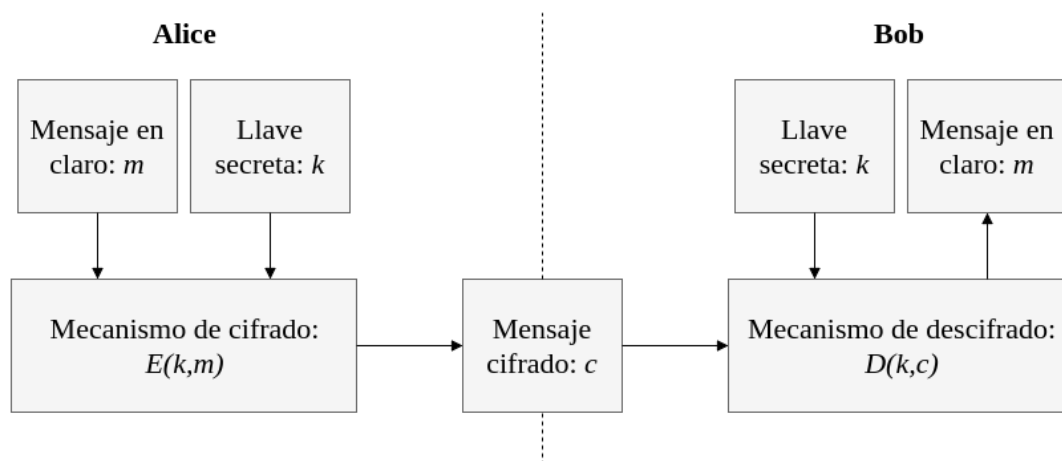 Alice
Bob
Mensaje en
claro: m
Llave
secreta: k
Llave
secreta: k
Mensaje en
claro: m
Mecanismo de cifrado:
E(k,m)
Mensaje
cifrado: c
Mecanismo de descifrado:
D(k,c)